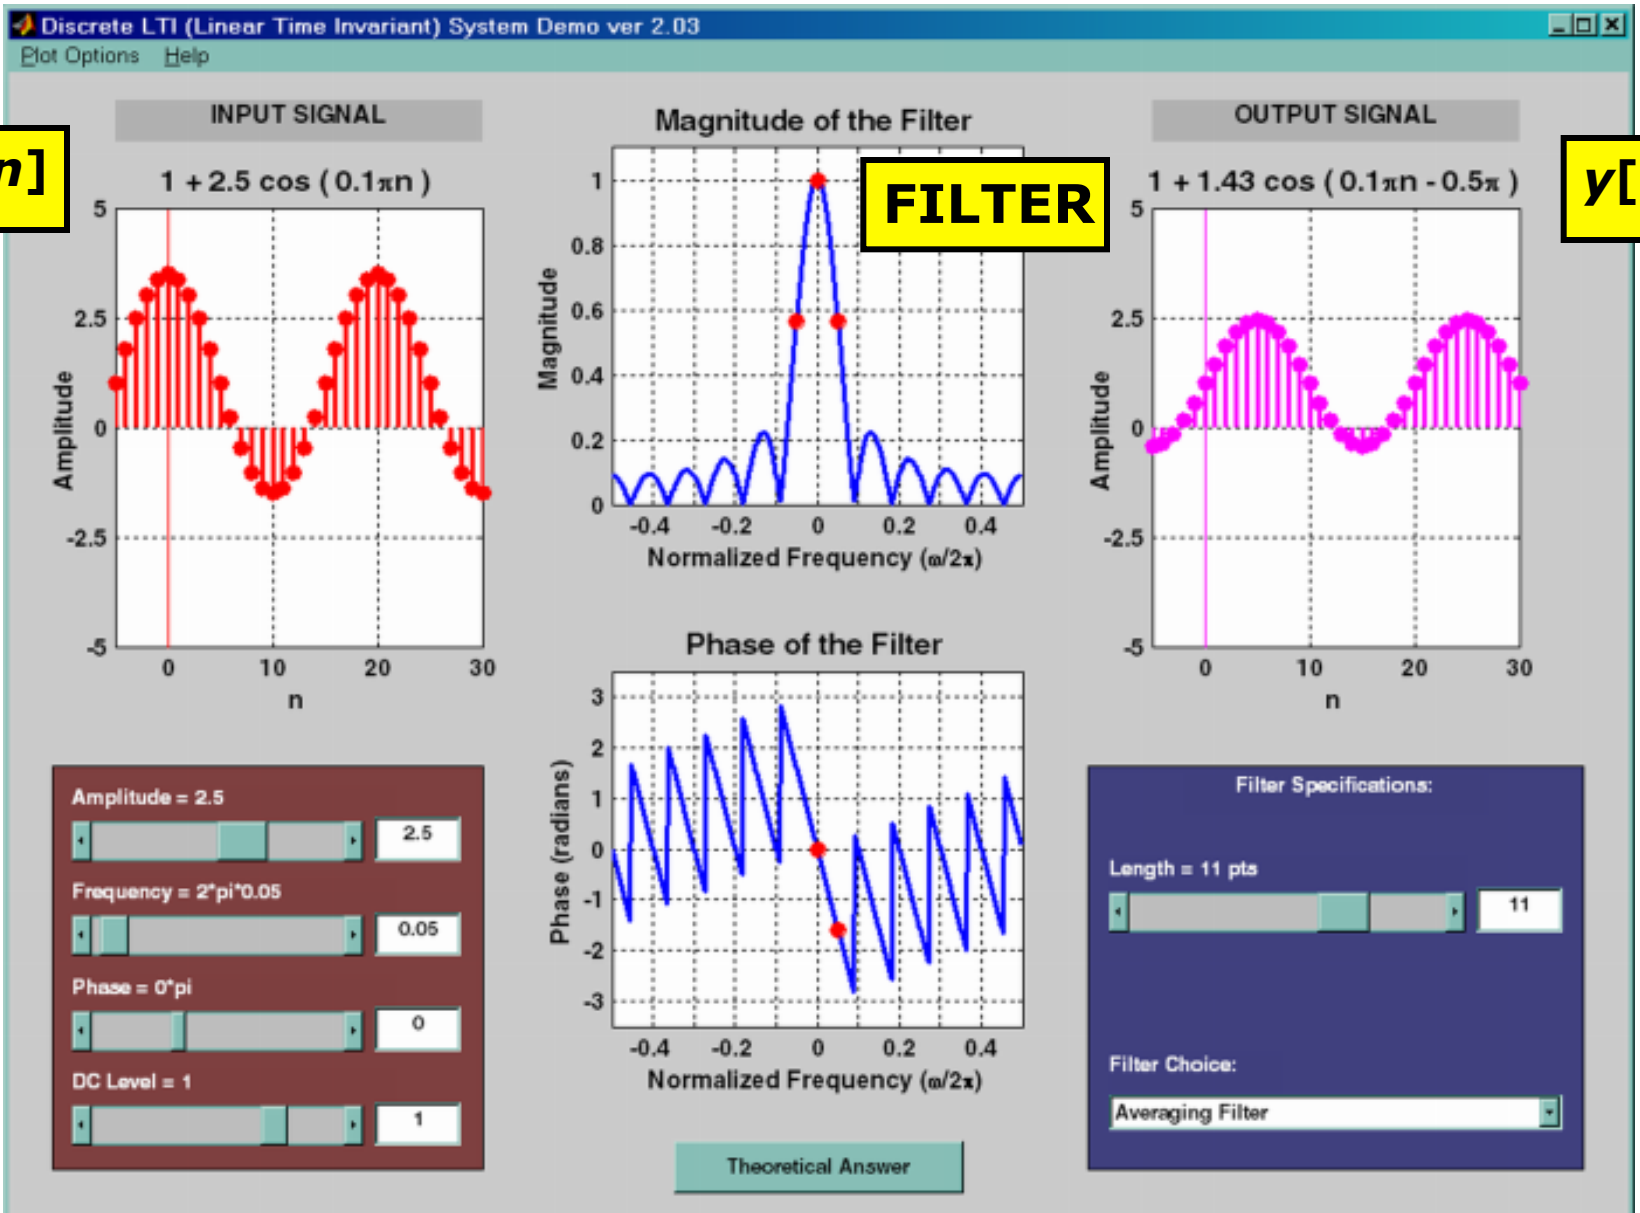 Discrete LTI (Linear Time Invariant) System Demo ver 2.03
Plot Options Help
INPUT SIGNAL
n]
1 + 2.5 cos ( 0.1πn )
5
2.5
0
-2.5
-5
Amplitude
0 10 20 30
n
Magnitude of the Filter
FILTER
1
0.8
0.6
0.4
0.2
0
Magnitude
-0.4 -0.2 0 0.2 0.4
Normalized Frequency (ω/2π)
OUTPUT SIGNAL
1 + 1.43 cos ( 0.1πn - 0.5π )
y[
5
2.5
0
-2.5
-5
Amplitude
0 10 20 30
n
Phase of the Filter
3
2
1
0
-1
-2
-3
Phase (radians)
-0.4 -0.2 0 0.2 0.4
Normalized Frequency (ω/2π)
Amplitude = 2.5
2.5
Frequency = 2*pi*0.05
0.05
Phase = 0*pi
0
DC Level = 1
1
Theoretical Answer
Filter Specifications:
Length = 11 pts
11
Filter Choice:
Averaging Filter